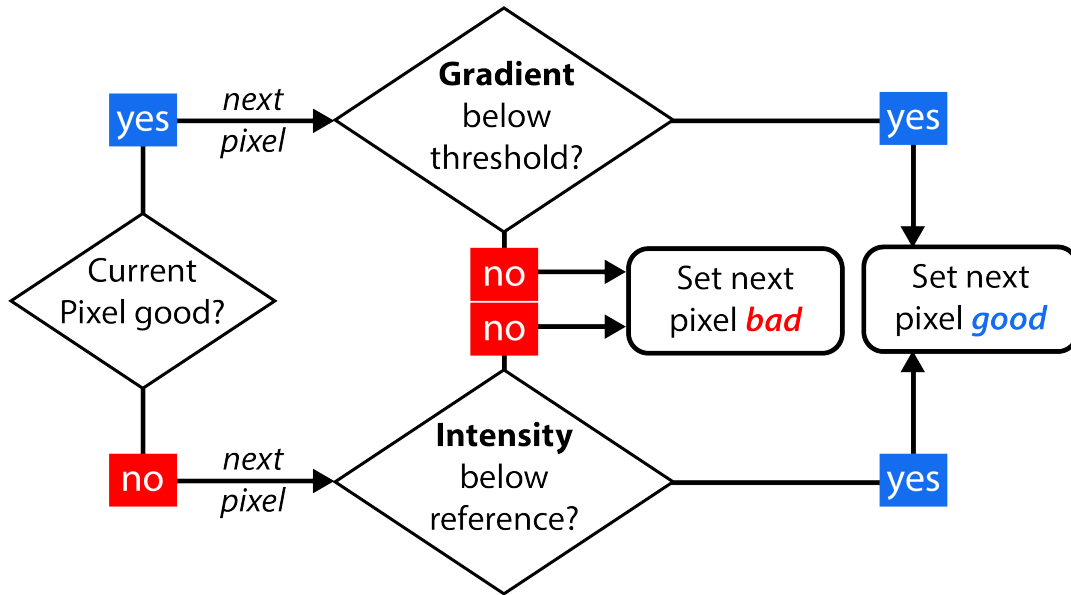 Gradient
below
threshold?
yes
next
pixel
yes
Current
Pixel good?
no
Set next
pixel bad
Set next
pixel good
no
Intensity
below
reference?
no
next
pixel
yes